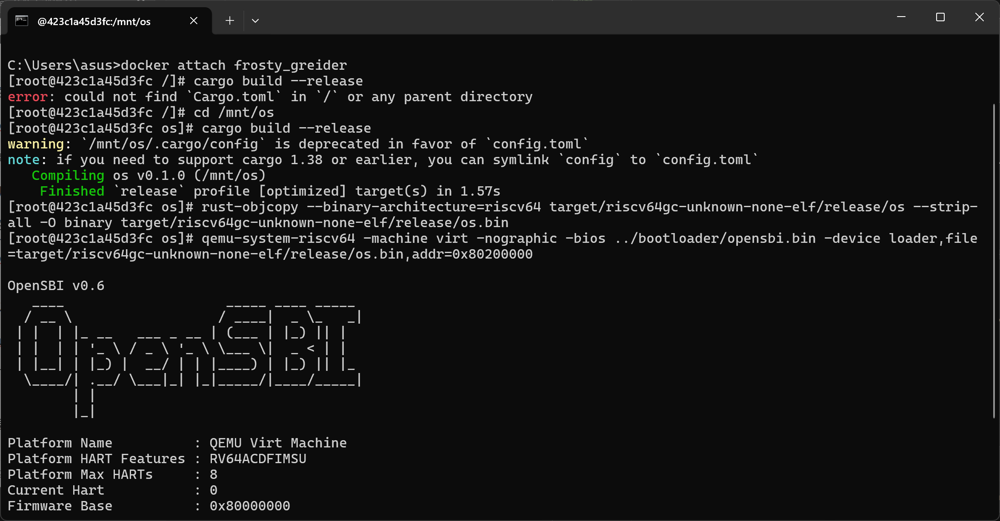 @423c1a45d3fc:/mnt/os
C:\Users\asus>docker attach frosty_greider
[root@423c1a45d3fc /]# cargo build --release
error: could not find `Cargo.toml` in `/` or any parent directory
[root@423c1a45d3fc /]# cd /mnt/os
[root@423c1a45d3fc os]# cargo build --release
warning: `/mnt/os/.cargo/config` is deprecated in favor of `config.toml`
note: if you need to support cargo 1.38 or earlier, you can symlink `config` to `config.toml`
   Compiling os v0.1.0 (/mnt/os)
    Finished `release` profile [optimized] target(s) in 1.57s
[root@423c1a45d3fc os]# rust-objcopy --binary-architecture=riscv64 target/riscv64gc-unknown-none-elf/release/os --strip-
all -O binary target/riscv64gc-unknown-none-elf/release/os.bin
[root@423c1a45d3fc os]# qemu-system-riscv64 -machine virt -nographic -bios ../bootloader/opensbi.bin -device loader,file
=target/riscv64gc-unknown-none-elf/release/os.bin,addr=0x80200000
OpenSBI v0.6
   ____                    _____ ____ _____
  / __ \                  / ____|  _ \_   _|
 | |  | |_ __   ___ _ __ | (___ | |_) || |
 | |  | | '_ \ / _ \ '_ \ \___ \|  _ < | |
 | |__| | |_) |  __/ | | |____) | |_) || |_
  \____/| .__/ \___|_| |_|_____/|____/_____|
        | |
        |_|
Platform Name          : QEMU Virt Machine
Platform HART Features : RV64ACDFIMSU
Platform Max HARTs     : 8
Current Hart           : 0
Firmware Base          : 0x80000000